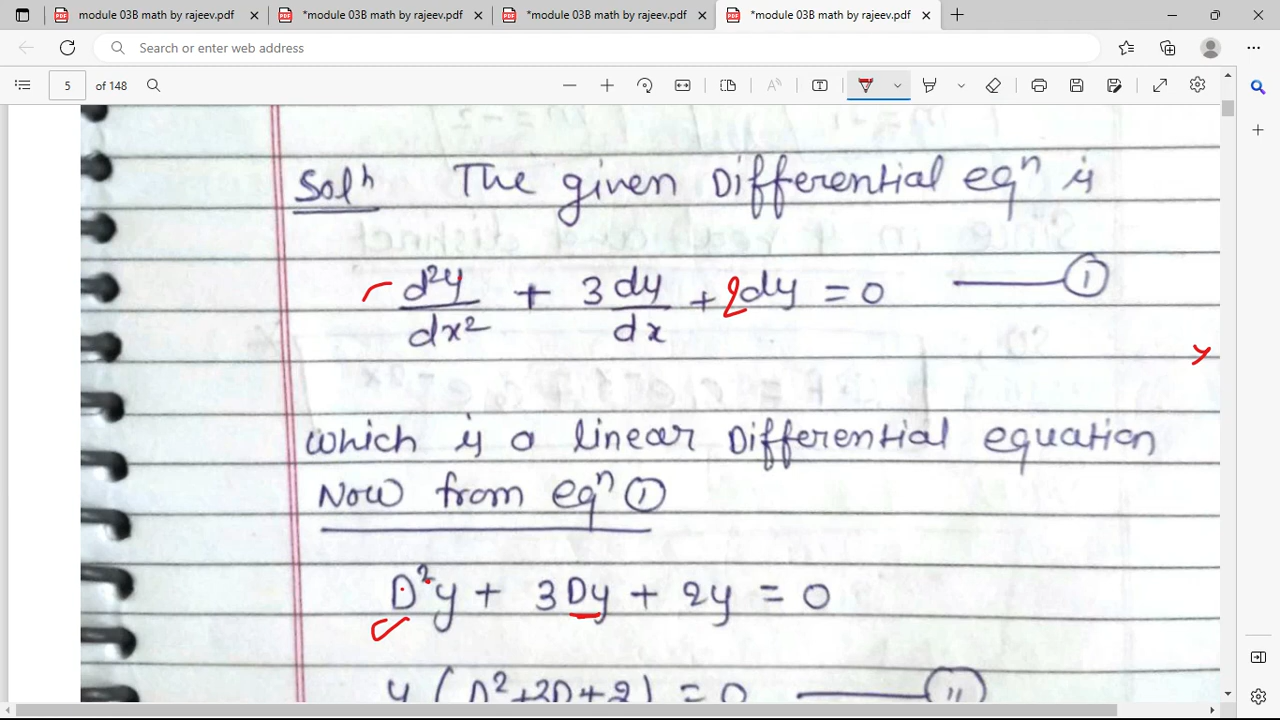 module 03B math by rajeev.pdf
*module 03B math by rajeev.pdf
*module 03B math by rajeev.pdf
*module 03B math by rajeev.pdf
Search or enter web address
5 of 148
Solⁿ The given Differential eqⁿ is
d²y/dx² + 3 dy/dx + 2dy = 0 —— ①
which is a linear Differential equation
Now from eqⁿ ①
D²y + 3Dy + 2y = 0